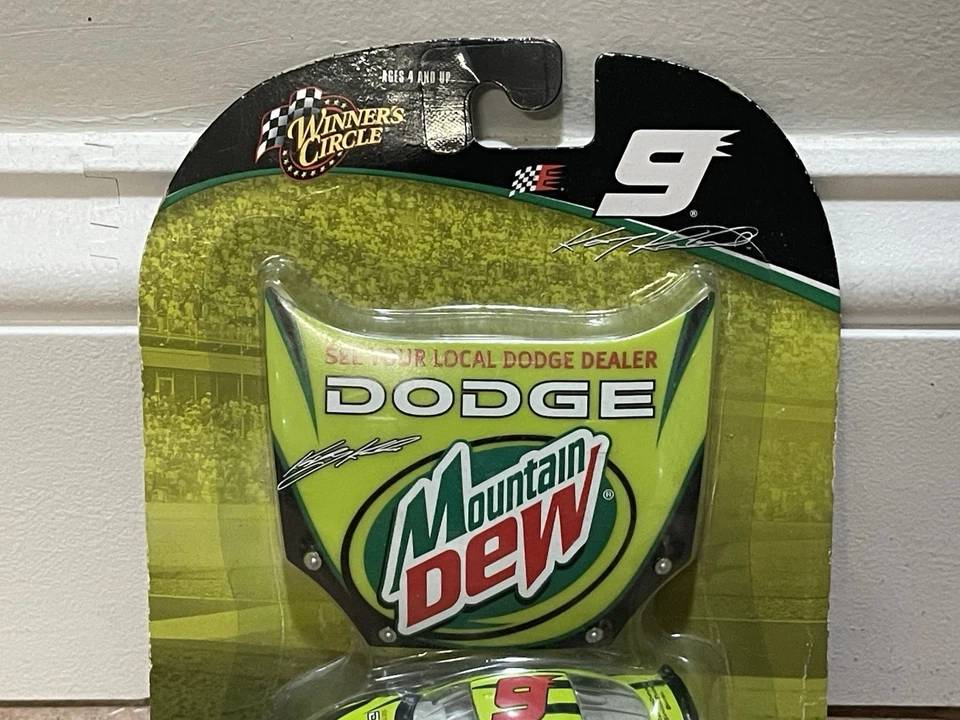 AGES 4 AND UP
WINNER'S
CIRCLE
9
®
SEE YOUR LOCAL DODGE DEALER
DODGE
Mountain
Dew
®
9